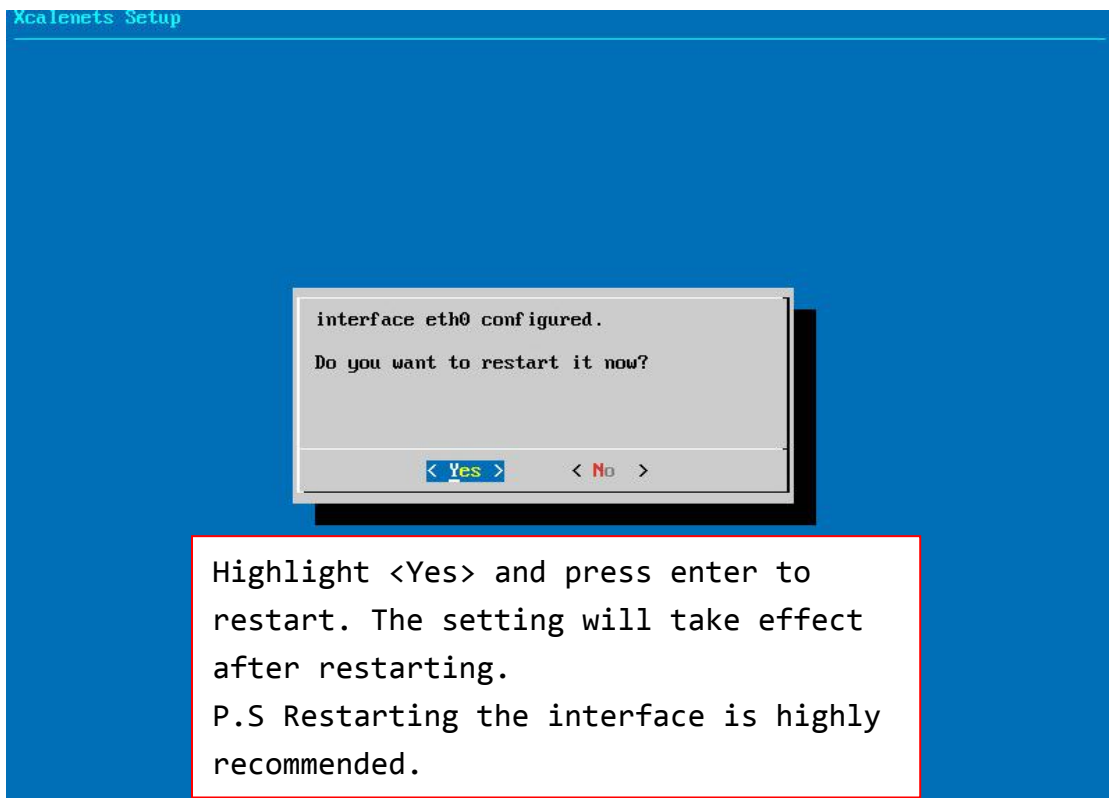 Xcalenets Setup
interface eth0 configured.
Do you want to restart it now?
< Yes > < No >
Highlight <Yes> and press enter to
restart. The setting will take effect
after restarting.
P.S Restarting the interface is highly
recommended.